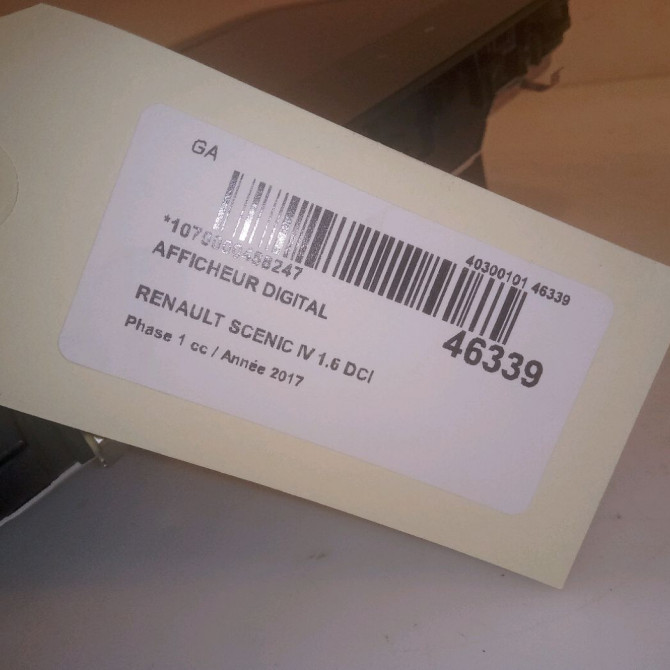 GA
40300101 46339
AFFICHEUR DIGITAL
46339
RENAULT SCENIC IV 1.6 DCI
Phase 1 cc / Année 2017